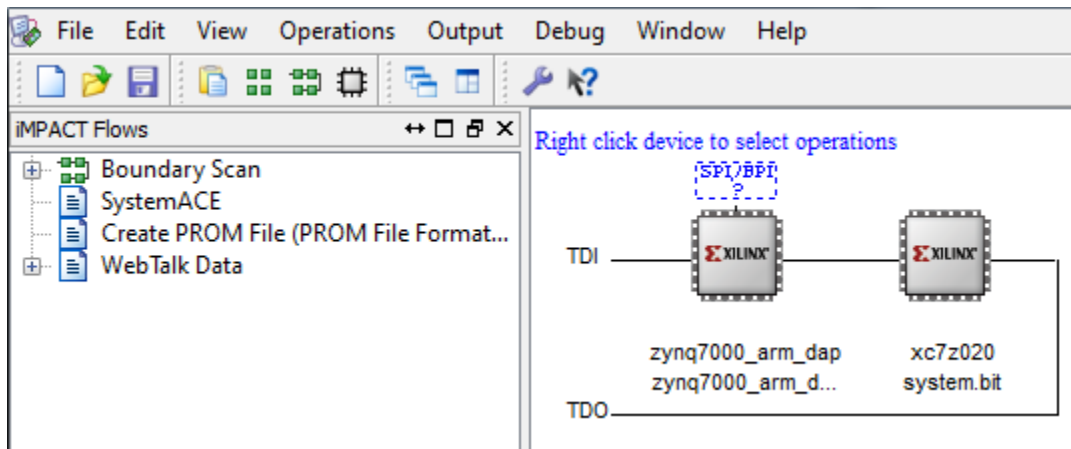 File Edit View Operations Output Debug Window Help
iMPACT Flows
Boundary Scan
SystemACE
Create PROM File (PROM File Format...
WebTalk Data
Right click device to select operations
SPI/BPI
?
TDI
XILINX
XILINX
zynq7000_arm_dap
xc7z020
zynq7000_arm_d...
system.bit
TDO